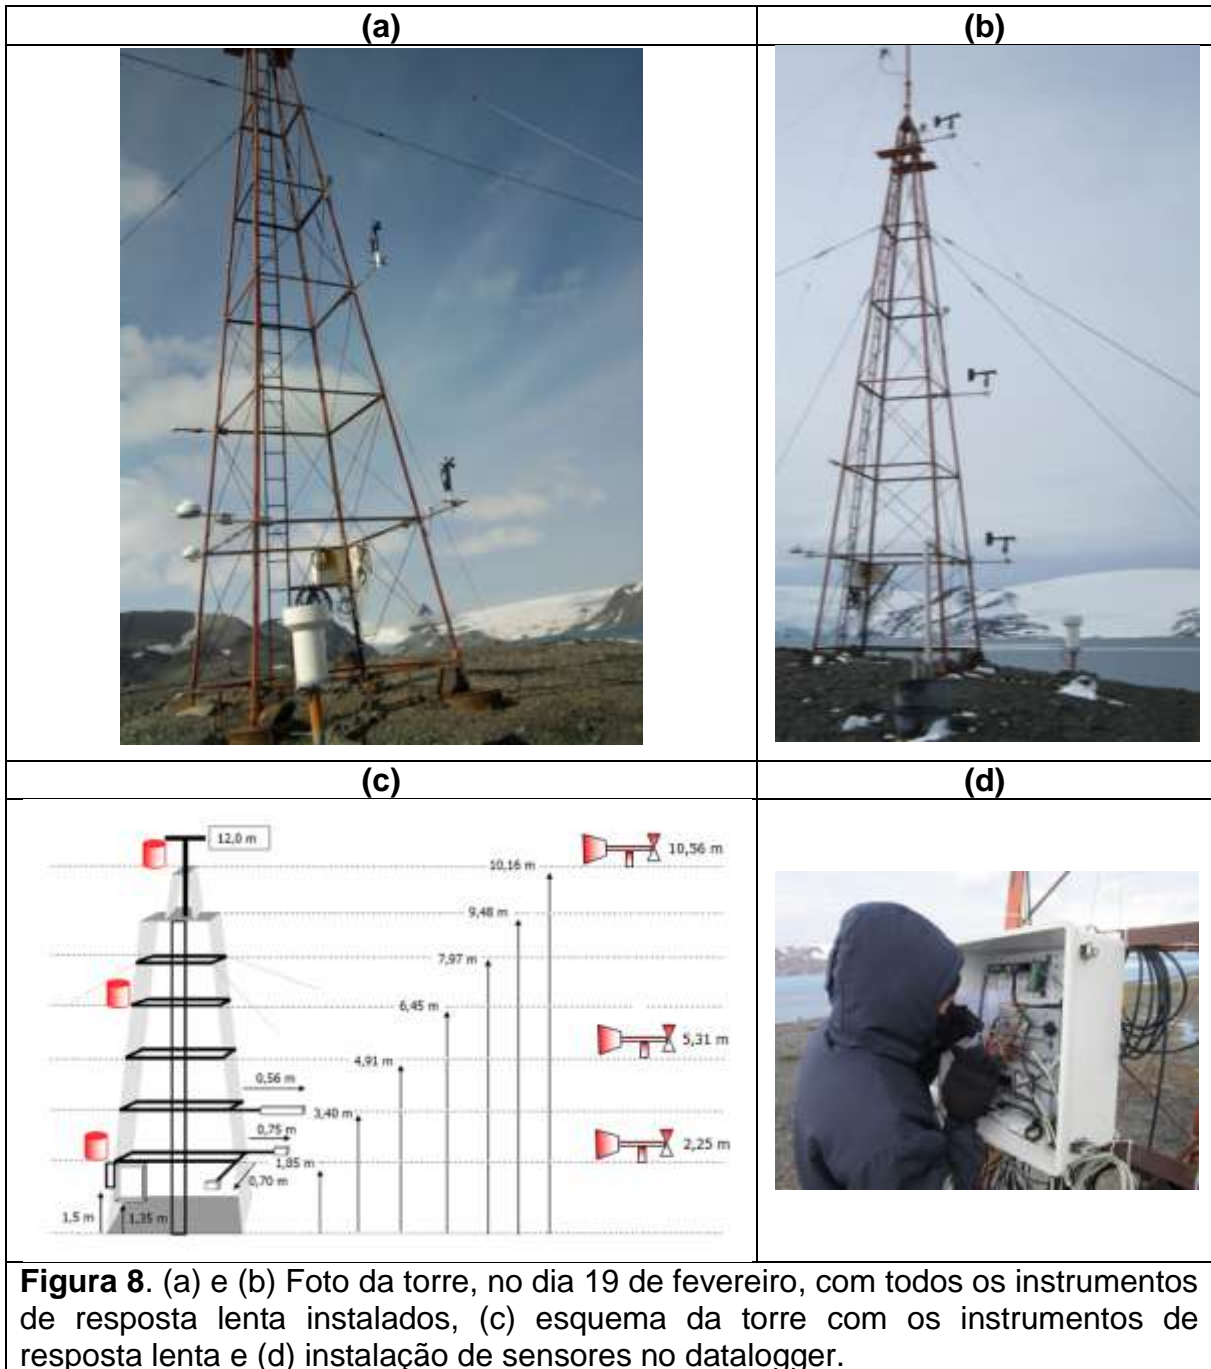 (a)
(b)
(c)
(d)
12,0 m
10,56 m
10,16 m
9,48 m
7,97 m
6,45 m
5,31 m
4,91 m
0,56 m
3,40 m
0,75 m
2,25 m
1,85 m
0,70 m
1,5 m
1,35 m
Figura 8. (a) e (b) Foto da torre, no dia 19 de fevereiro, com todos os instrumentos
de resposta lenta instalados, (c) esquema da torre com os instrumentos de
resposta lenta e (d) instalação de sensores no datalogger.